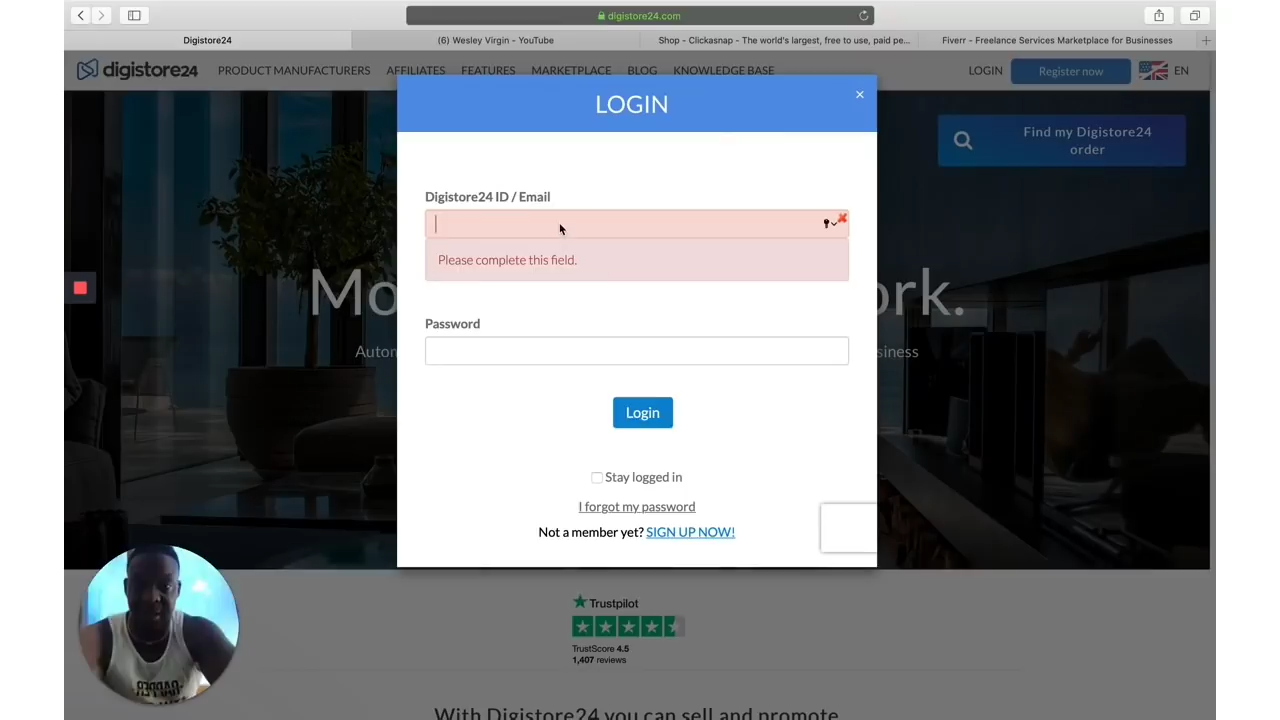 digistore24.com
Digistore24
(6) Wesley Virgin - YouTube
Shop - Clickasnap - The world's largest, free to use, paid pe...
Fiverr - Freelance Services Marketplace for Businesses
digistore24
PRODUCT MANUFACTURERS
AFFILIATES
FEATURES
MARKETPLACE
BLOG
KNOWLEDGE BASE
LOGIN
Register now
EN
LOGIN
×
Find my Digistore24
order
Digistore24 ID / Email
Please complete this field.
Mo
ork.
Password
Autom
siness
Login
Stay logged in
I forgot my password
Not a member yet? SIGN UP NOW!
Trustpilot
TrustScore 4.5
1,407 reviews
With Digistore24 you can sell and promote